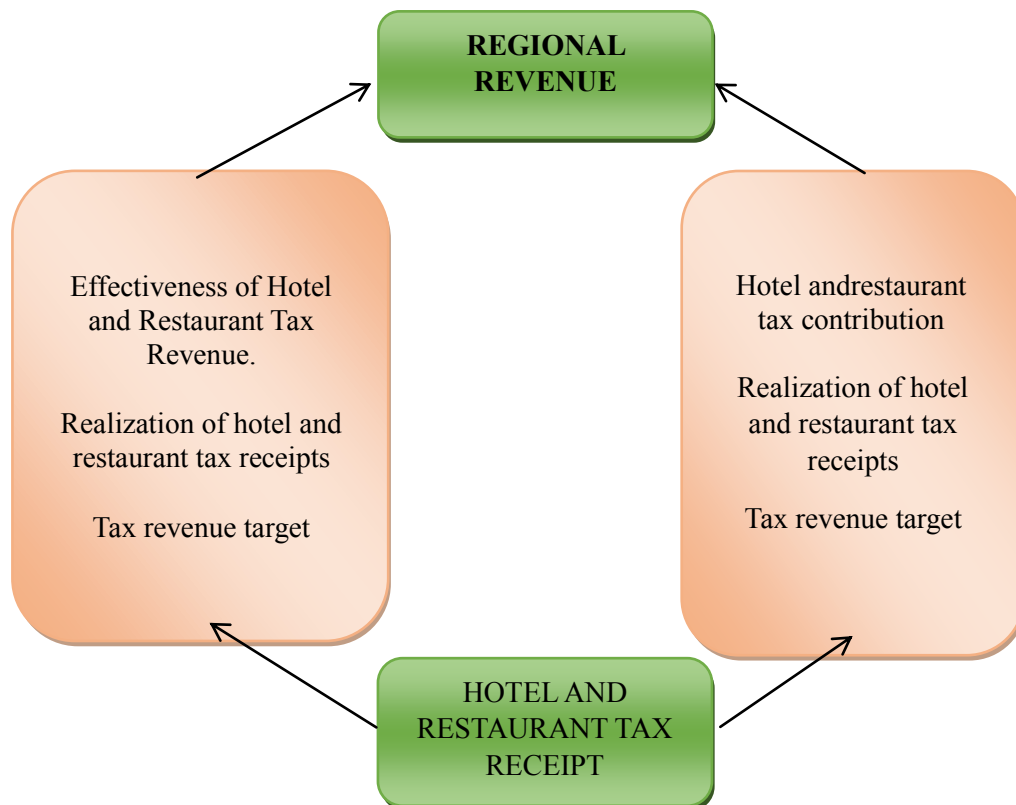 REGIONAL
REVENUE
Effectiveness of Hotel
and Restaurant Tax
Revenue.
Realization of hotel and
restaurant tax receipts
Tax revenue target
Hotel andrestaurant
tax contribution
Realization of hotel
and restaurant tax
receipts
Tax revenue target
HOTEL AND
RESTAURANT TAX
RECEIPT